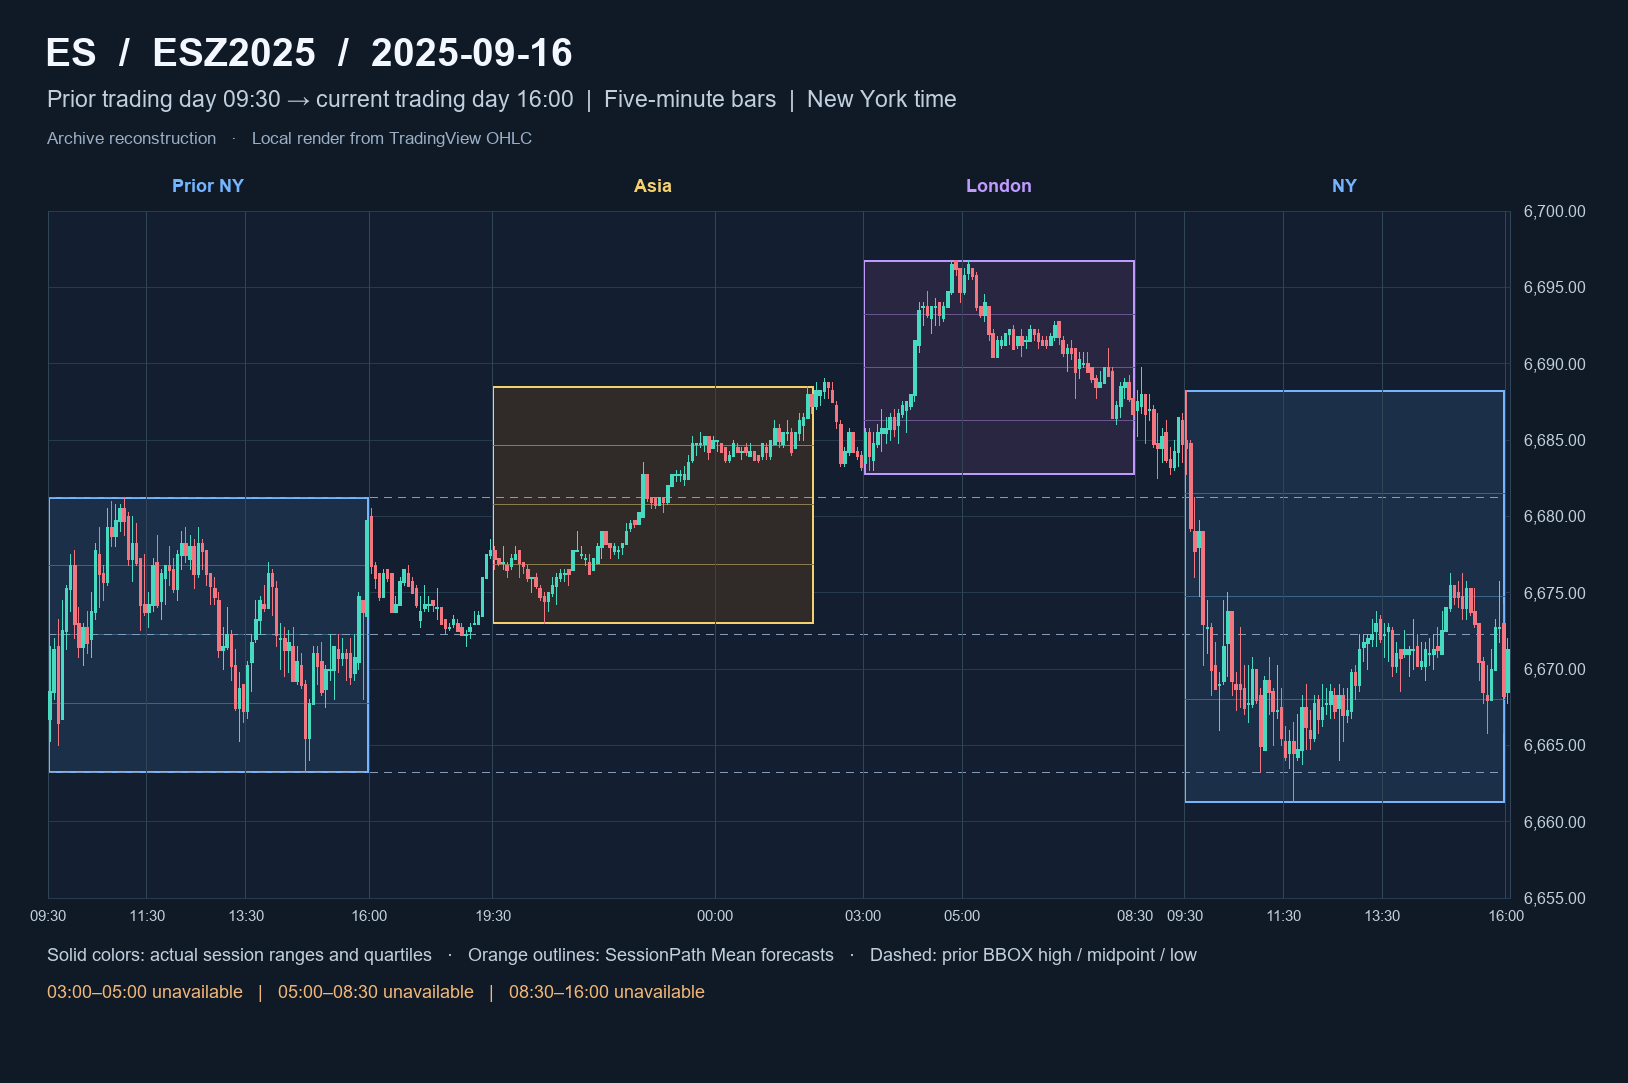 ES / ESZ2025 / 2025-09-16
Prior trading day 09:30 → current trading day 16:00 | Five-minute bars | New York time
Archive reconstruction · Local render from TradingView OHLC
Prior NY Asia London NY
6,700.00
6,695.00
6,690.00
6,685.00
6,680.00
6,675.00
6,670.00
6,665.00
6,660.00
6,655.00
09:30 11:30 13:30 16:00 19:30 00:00 03:00 05:00 08:30 09:30 11:30 13:30 16:00
Solid colors: actual session ranges and quartiles · Orange outlines: SessionPath Mean forecasts · Dashed: prior BBOX high / midpoint / low
03:00–05:00 unavailable | 05:00–08:30 unavailable | 08:30–16:00 unavailable